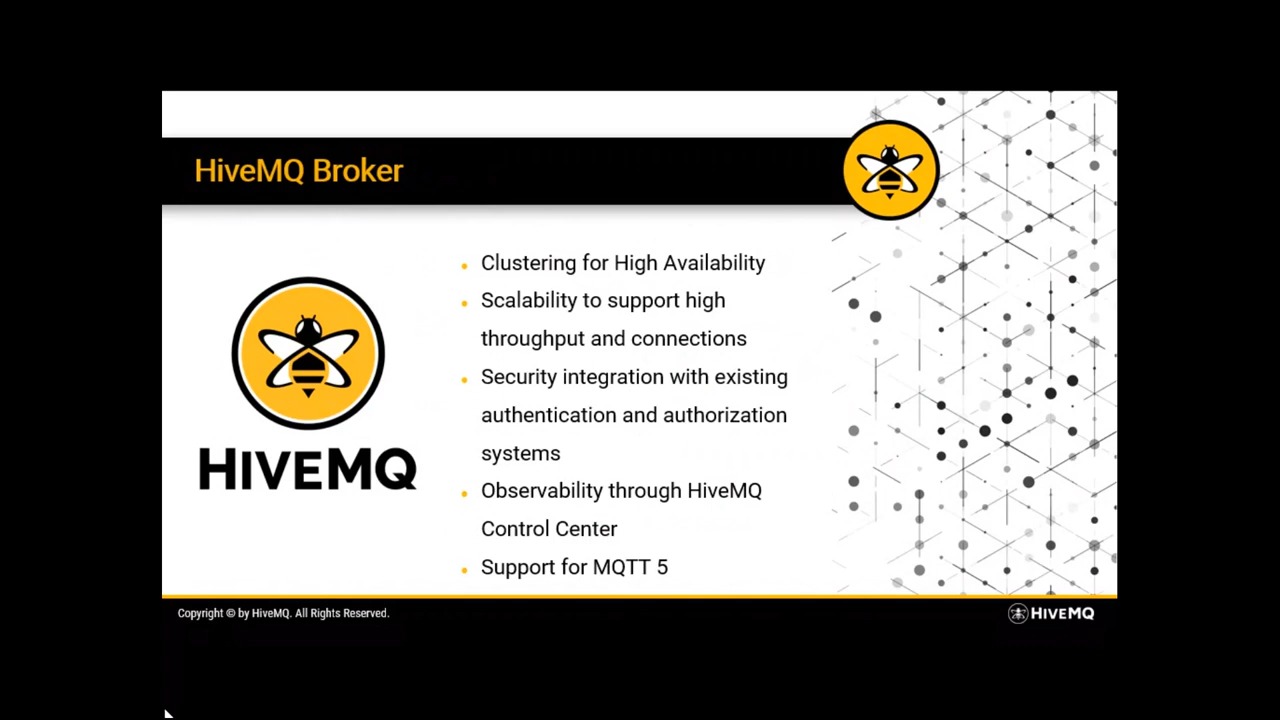 HiveMQ Broker
HIVEMQ
• Clustering for High Availability
• Scalability to support high
throughput and connections
• Security integration with existing
authentication and authorization
systems
• Observability through HiveMQ
Control Center
• Support for MQTT 5
Copyright © by HiveMQ. All Rights Reserved.
HIVEMQ